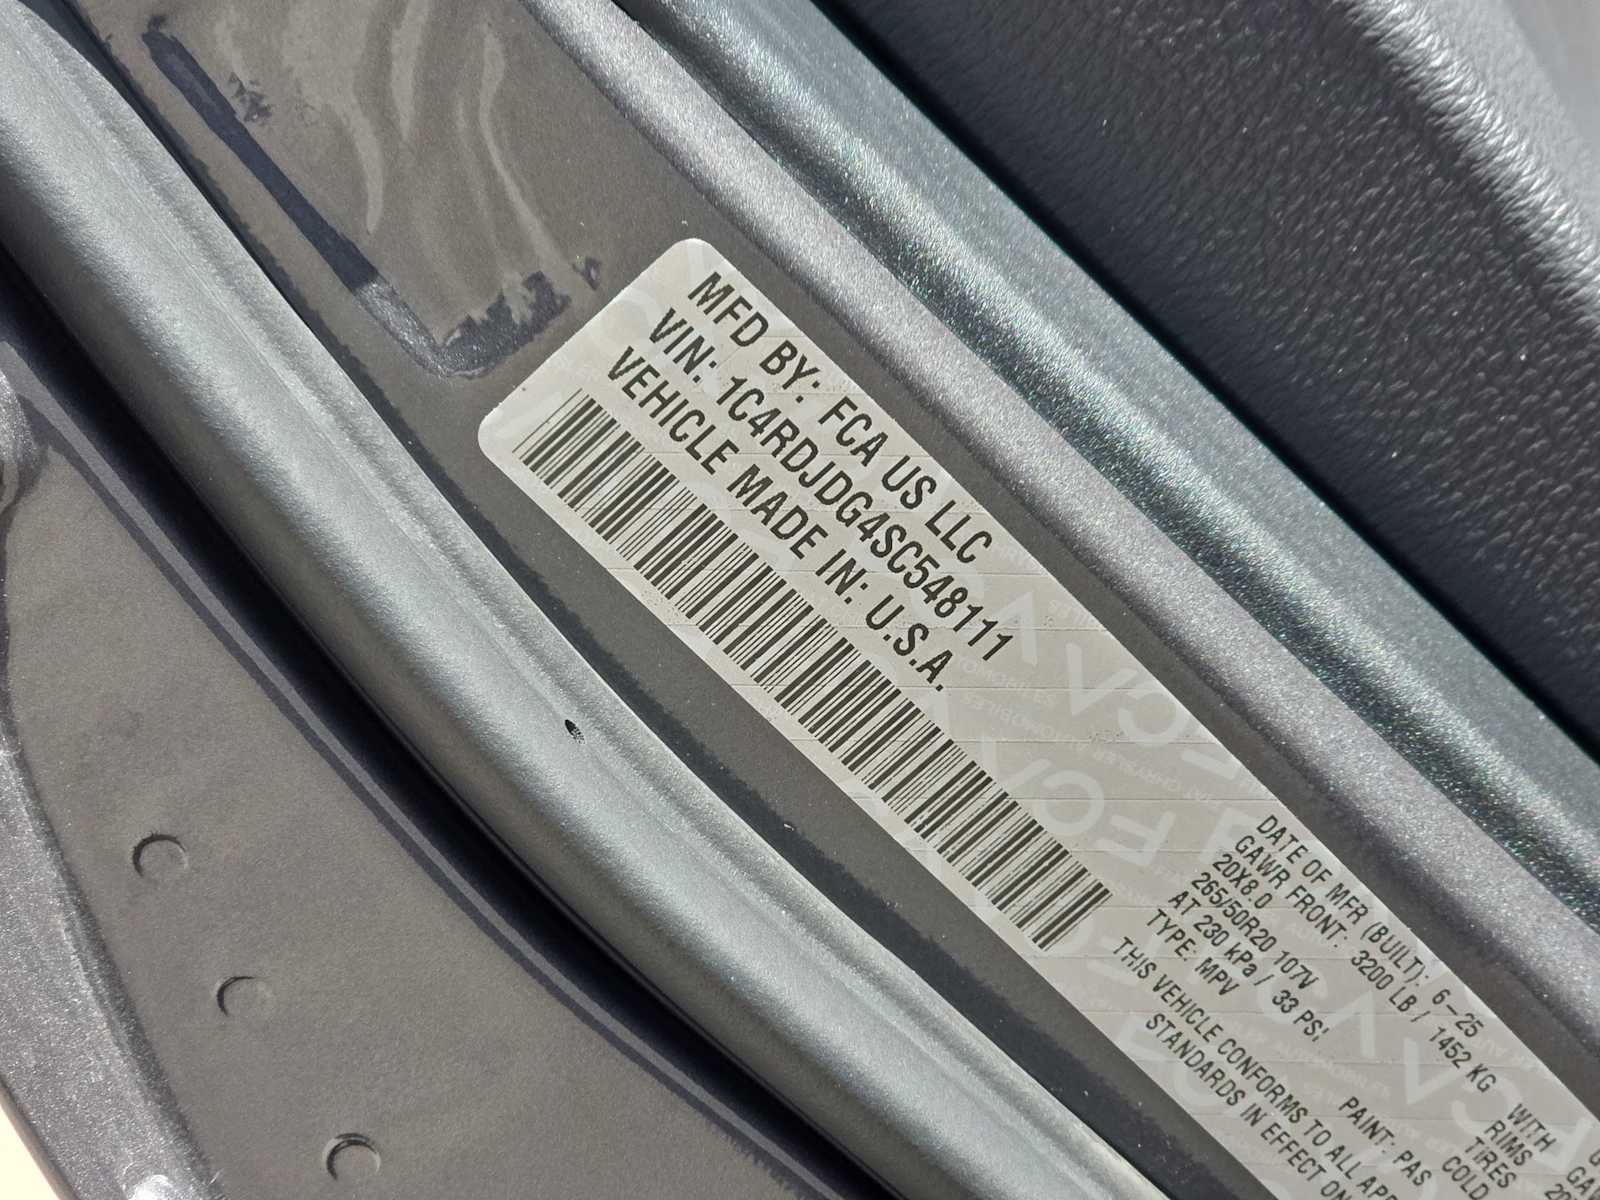 MFD BY: FCA US LLC
VIN: 1C4RDJDG4SC548111
VEHICLE MADE IN: U.S.A.
DATE OF MFR (BUILT): 6-25
GAWR FRONT: 3200 LB / 1452 KG WITH
20X8.0 RIMS
265/50R20 107V TIRES
AT 230 kPa / 33 PSI COLD
TYPE: MPV PAINT: PAS
THIS VEHICLE CONFORMS TO ALL
STANDARDS IN EFFECT ON